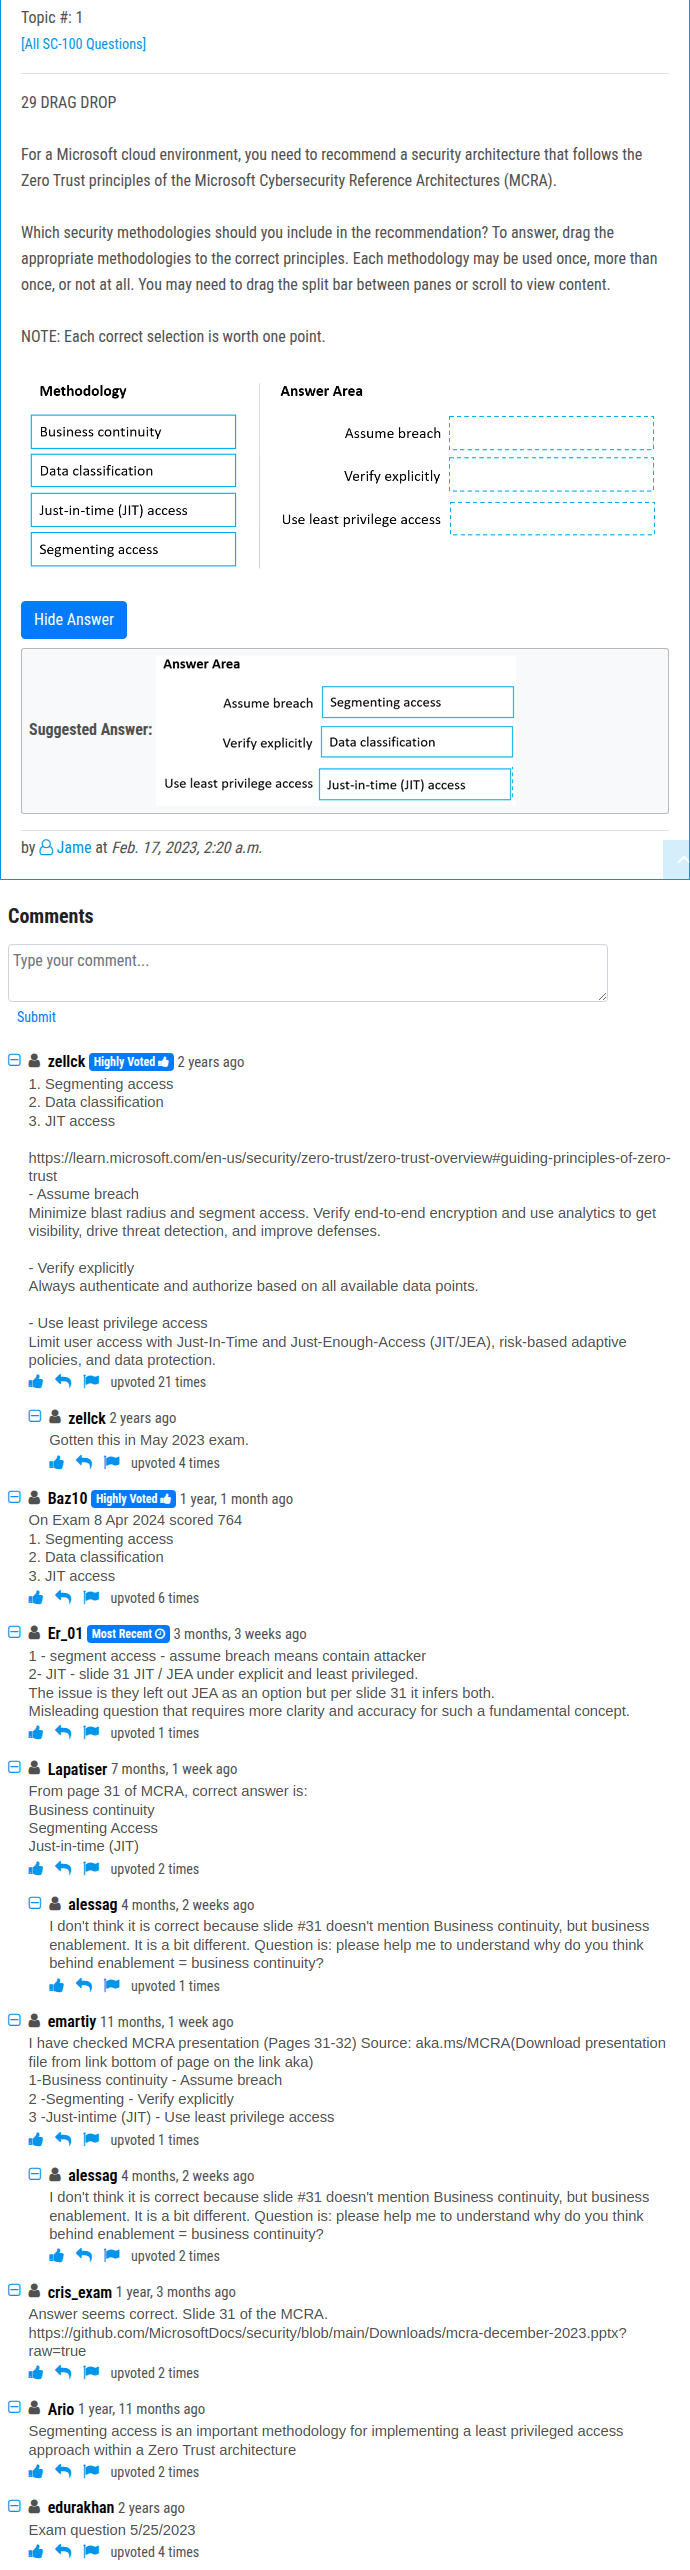 Topic #: 1
[All SC-100 Questions]
29 DRAG DROP
For a Microsoft cloud environment, you need to recommend a security architecture that follows the
Zero Trust principles of the Microsoft Cybersecurity Reference Architectures (MCRA).
Which security methodologies should you include in the recommendation? To answer, drag the
appropriate methodologies to the correct principles. Each methodology may be used once, more than
once, or not at all. You may need to drag the split bar between panes or scroll to view content.
NOTE: Each correct selection is worth one point.
Methodology
Business continuity
Data classification
Just-in-time (JIT) access
Segmenting access
Answer Area
Assume breach
Verify explicitly
Use least privilege access
Hide Answer
Suggested Answer:
Answer Area
Assume breach Segmenting access
Verify explicitly Data classification
Use least privilege access Just-in-time (JIT) access
by Jame at Feb. 17, 2023, 2:20 a.m.
Comments
Type your comment...
Submit
zellck Highly Voted 2 years ago
1. Segmenting access
2. Data classification
3. JIT access
https://learn.microsoft.com/en-us/security/zero-trust/zero-trust-overview#guiding-principles-of-zero-
trust
- Assume breach
Minimize blast radius and segment access. Verify end-to-end encryption and use analytics to get
visibility, drive threat detection, and improve defenses.
- Verify explicitly
Always authenticate and authorize based on all available data points.
- Use least privilege access
Limit user access with Just-In-Time and Just-Enough-Access (JIT/JEA), risk-based adaptive
policies, and data protection.
upvoted 21 times
zellck 2 years ago
Gotten this in May 2023 exam.
upvoted 4 times
Baz10 Highly Voted 1 year, 1 month ago
On Exam 8 Apr 2024 scored 764
1. Segmenting access
2. Data classification
3. JIT access
upvoted 6 times
Er_01 Most Recent 3 months, 3 weeks ago
1 - segment access - assume breach means contain attacker
2- JIT - slide 31 JIT / JEA under explicit and least privileged.
The issue is they left out JEA as an option but per slide 31 it infers both.
Misleading question that requires more clarity and accuracy for such a fundamental concept.
upvoted 1 times
Lapatiser 7 months, 1 week ago
From page 31 of MCRA, correct answer is:
Business continuity
Segmenting Access
Just-in-time (JIT)
upvoted 2 times
alessag 4 months, 2 weeks ago
I don't think it is correct because slide #31 doesn't mention Business continuity, but business
enablement. It is a bit different. Question is: please help me to understand why do you think
behind enablement = business continuity?
upvoted 1 times
emartiy 11 months, 1 week ago
I have checked MCRA presentation (Pages 31-32) Source: aka.ms/MCRA(Download presentation
file from link bottom of page on the link aka)
1-Business continuity - Assume breach
2 -Segmenting - Verify explicitly
3 -Just-intime (JIT) - Use least privilege access
upvoted 1 times
alessag 4 months, 2 weeks ago
I don't think it is correct because slide #31 doesn't mention Business continuity, but business
enablement. It is a bit different. Question is: please help me to understand why do you think
behind enablement = business continuity?
upvoted 2 times
cris_exam 1 year, 3 months ago
Answer seems correct. Slide 31 of the MCRA.
https://github.com/MicrosoftDocs/security/blob/main/Downloads/mcra-december-2023.pptx?
raw=true
upvoted 2 times
Ario 1 year, 11 months ago
Segmenting access is an important methodology for implementing a least privileged access
approach within a Zero Trust architecture
upvoted 2 times
edurakhan 2 years ago
Exam question 5/25/2023
upvoted 4 times